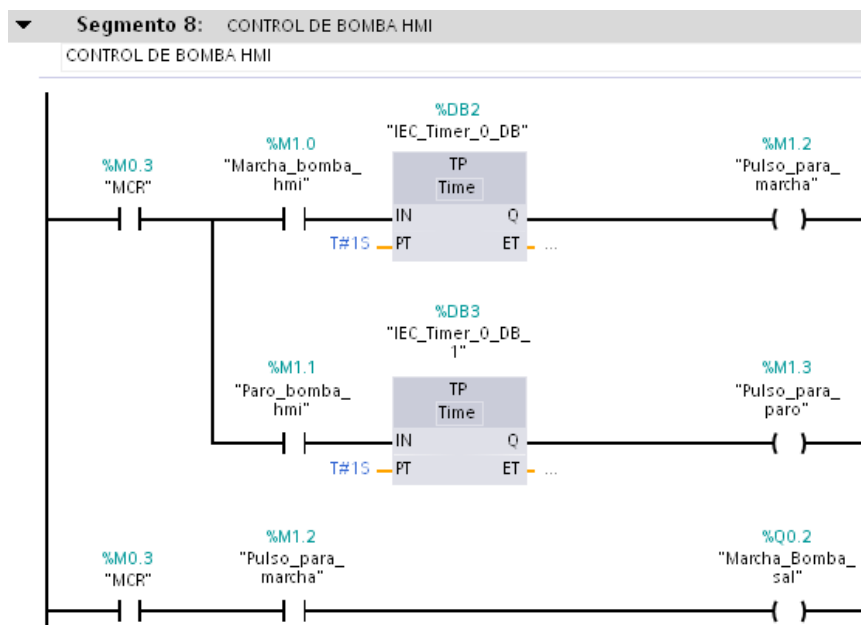 Segmento 8: CONTROL DE BOMBA HMI
CONTROL DE BOMBA HMI
%DB2
"IEC_Timer_0_DB"
%M0.3
"MCR"
%M1.0
"Marcha_bomba_
hmi"
TP
Time
IN
Q
T#1S
PT
ET
...
%M1.2
"Pulso_para_
marcha"
%DB3
"IEC_Timer_0_DB_
1"
%M1.1
"Paro_bomba_
hmi"
TP
Time
IN
Q
T#1S
PT
ET
...
%M1.3
"Pulso_para_
paro"
%M0.3
"MCR"
%M1.2
"Pulso_para_
marcha"
%Q0.2
"Marcha_Bomba_
sal"